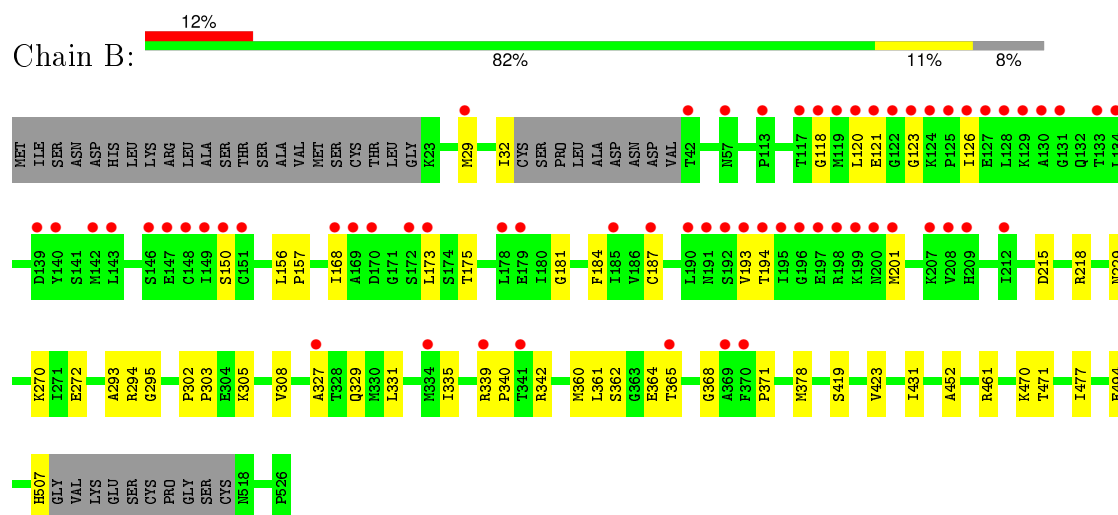 12%
Chain B:
82% 11% 8%
MET ILE SER ASN ASP HIS LEU LYS ARG LEU ALA SER THR SER ALA VAL MET SER CYS THR LEU GLY K23 M29 I32 CYS SER PRO LEU ALA ASP ASN ASP VAL T42 N57 P113 T117 G118 M119 L120 E121 G122 G123 K124 P125 I126 E127 L128 K129 A130 G131 Q132 T133 L134
D139 Y140 S141 M142 L143 S146 E147 C148 I149 S150 C151 L156 P157 I168 A169 D170 G171 S172 L173 S174 T175 L178 E179 I180 G181 F184 I185 V186 C187 L190 N191 S192 V193 T194 I195 G196 E197 R198 K199 N200 M201 K207 V208 H209 I212 D215 R218
K270 I271 E272 A293 R294 G295 P302 P303 E304 K305 V308 A327 T328 Q329 M330 L331 M334 I335 R339 P340 T341 R342 M360 L361 S362 G363 E364 T365 G368 A369 F370 P371 M378 S419 V423 I431 A452 R461 K470 T471 I477
H507 GLY VAL LYS GLU SER CYS PRO GLY SER CYS N518 P526